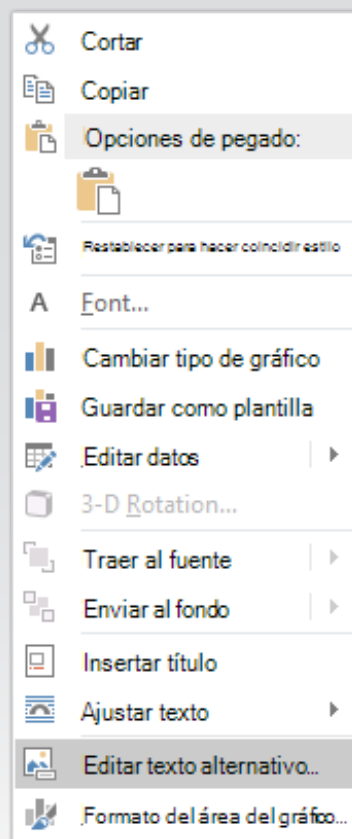 Cortar
Copiar
Opciones de pegado:
Restablecer para hacer coincidir estilo
A Font...
Cambiar tipo de gráfico
Guardar como plantilla
Editar datos
3-D Rotation...
Traer al fuente
Enviar al fondo
Insertar título
Ajustar texto
Editar texto alternativo...
Formato del área del gráfico...